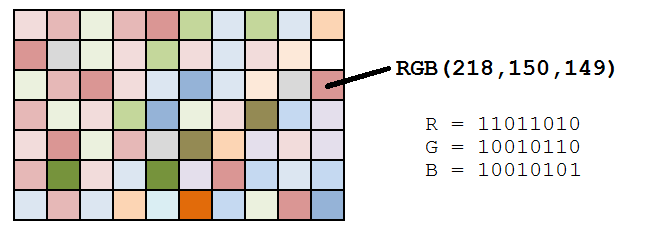 RGB(218,150,149)
R = 11011010
G = 10010110
B = 10010101